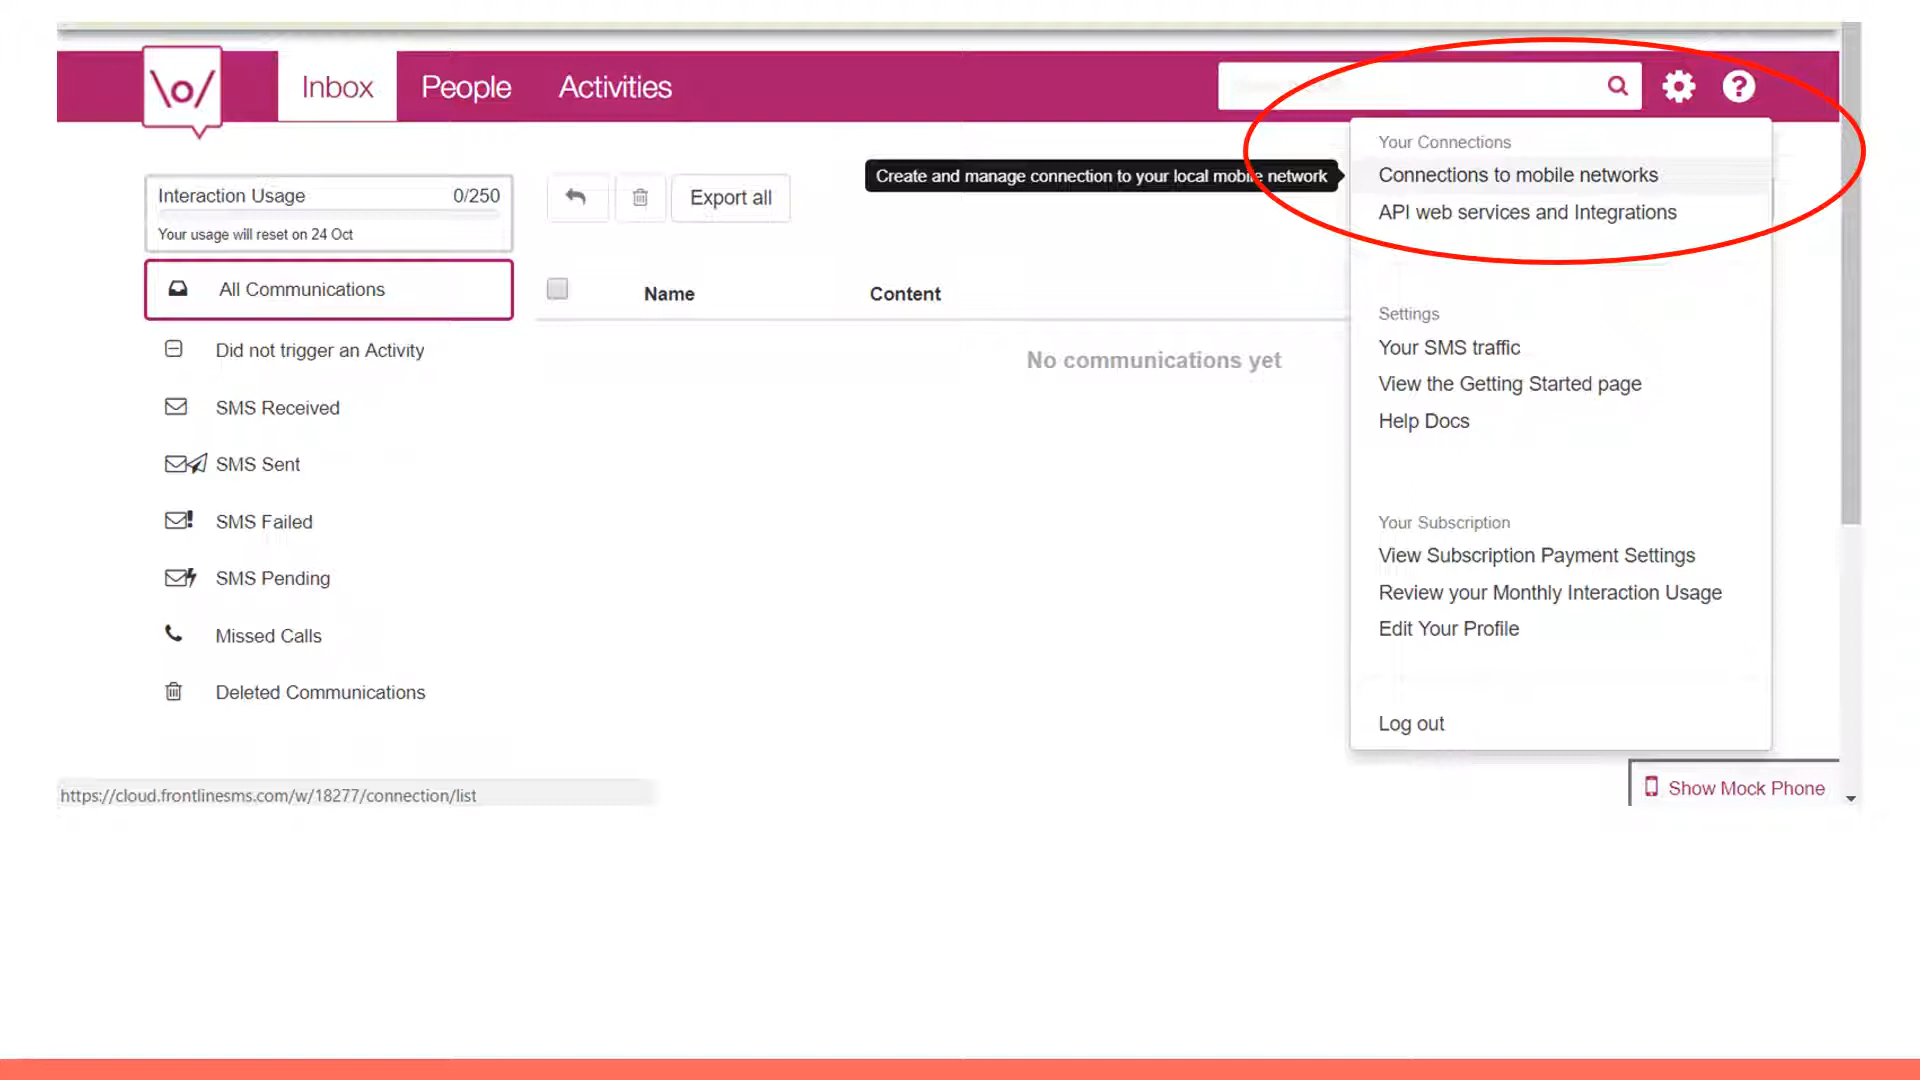 \o/
Inbox
People
Activities
?
Your Connections
Create and manage connection to your local mobile network
Connections to mobile networks
API web services and Integrations
Interaction Usage 0/250
Your usage will reset on 24 Oct
Export all
All Communications
Name Content
Did not trigger an Activity
No communications yet
SMS Received
SMS Sent
SMS Failed
SMS Pending
Missed Calls
Deleted Communications
Settings
Your SMS traffic
View the Getting Started page
Help Docs
Your Subscription
View Subscription Payment Settings
Review your Monthly Interaction Usage
Edit Your Profile
Log out
Show Mock Phone
https://cloud.frontlinesms.com/w/18277/connection/list